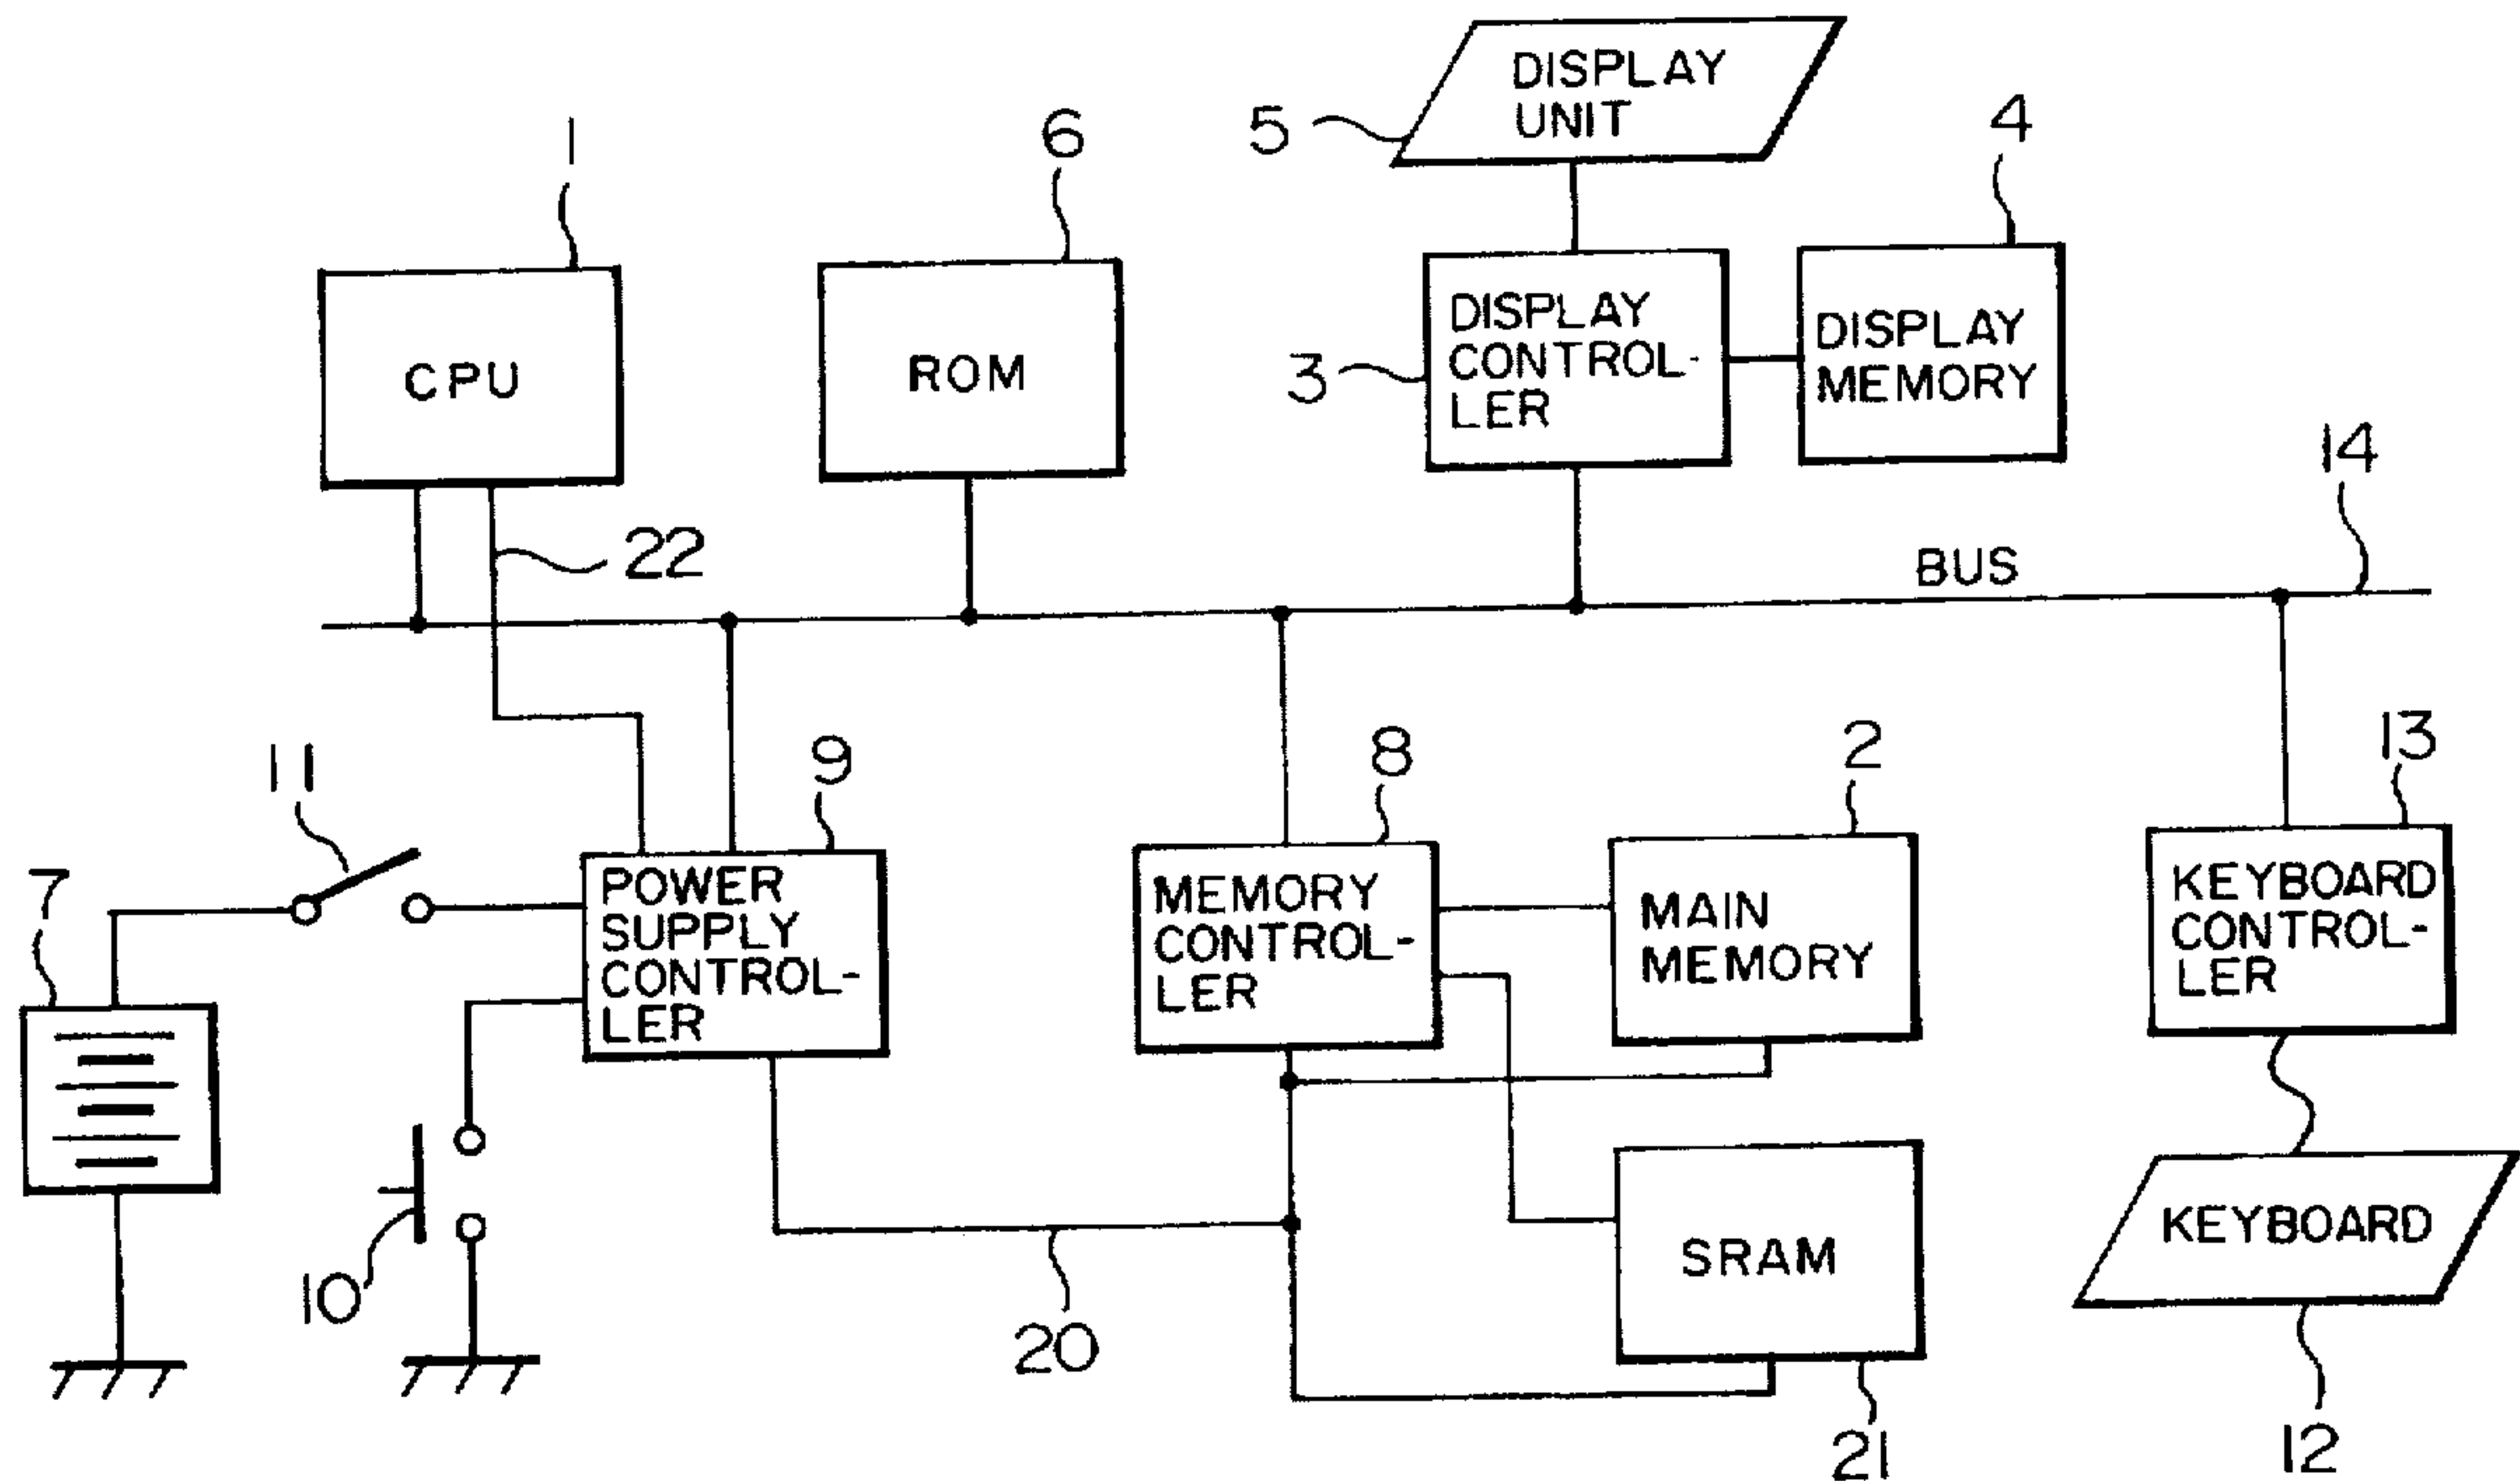 1
6
5
DISPLAY
UNIT
4
CPU
ROM
3
DISPLAY
CONTROL-
LER
DISPLAY
MEMORY
14
22
BUS
11
9
8
2
13
7
POWER
SUPPLY
CONTROL-
LER
MEMORY
CONTROL-
LER
MAIN
MEMORY
KEYBOARD
CONTROL-
LER
10
20
SRAM
KEYBOARD
21
12